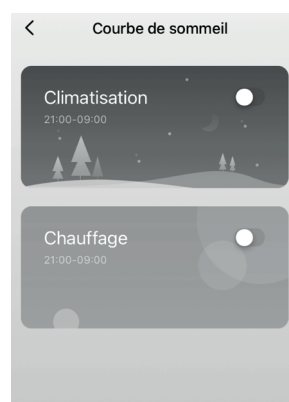 Courbe de sommeil
Climatisation
21:00-09:00
Chauffage
21:00-09:00